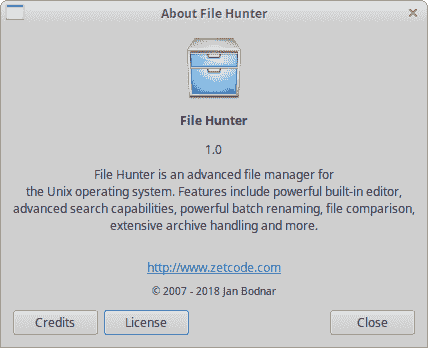 About File Hunter
File Hunter
1.0
File Hunter is an advanced file manager for
the Unix operating system. Features include powerful built-in editor,
advanced search capabilities, powerful batch renaming, file comparison,
extensive archive handling and more.
http://www.zetcode.com
© 2007 - 2018 Jan Bodnar
Credits
License
Close